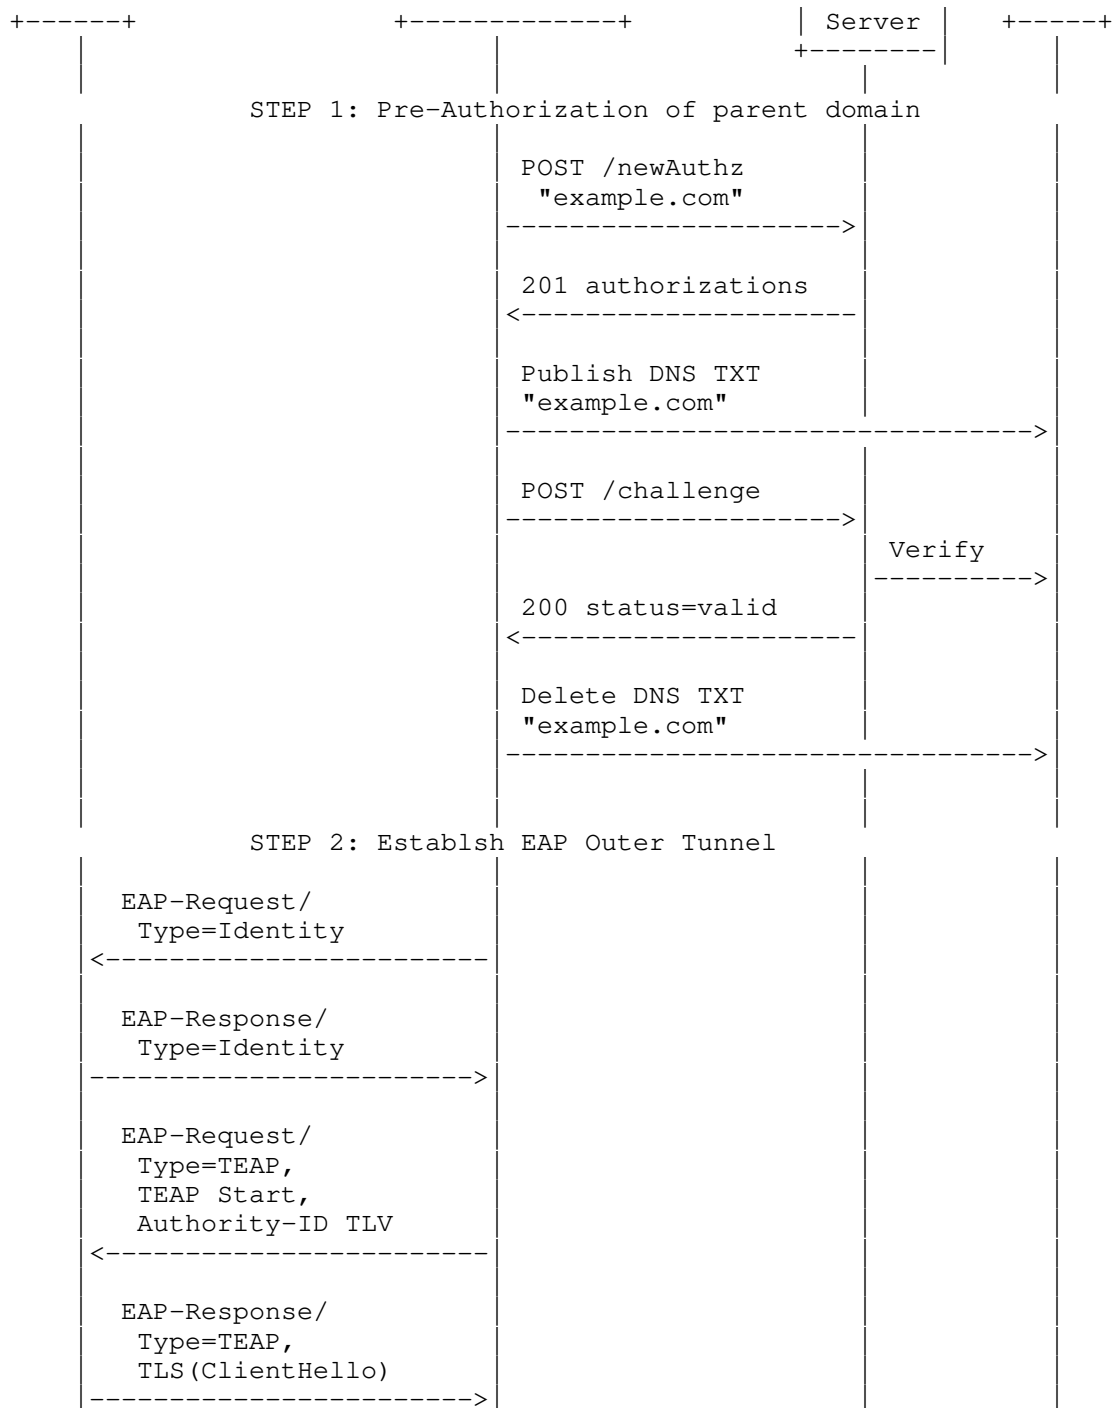 Server
STEP 1: Pre-Authorization of parent domain
POST /newAuthz
"example.com"
201 authorizations
Publish DNS TXT
"example.com"
POST /challenge
Verify
200 status=valid
Delete DNS TXT
"example.com"
STEP 2: Establsh EAP Outer Tunnel
EAP-Request/
Type=Identity
EAP-Response/
Type=Identity
EAP-Request/
Type=TEAP,
TEAP Start,
Authority-ID TLV
EAP-Response/
Type=TEAP,
TLS(ClientHello)